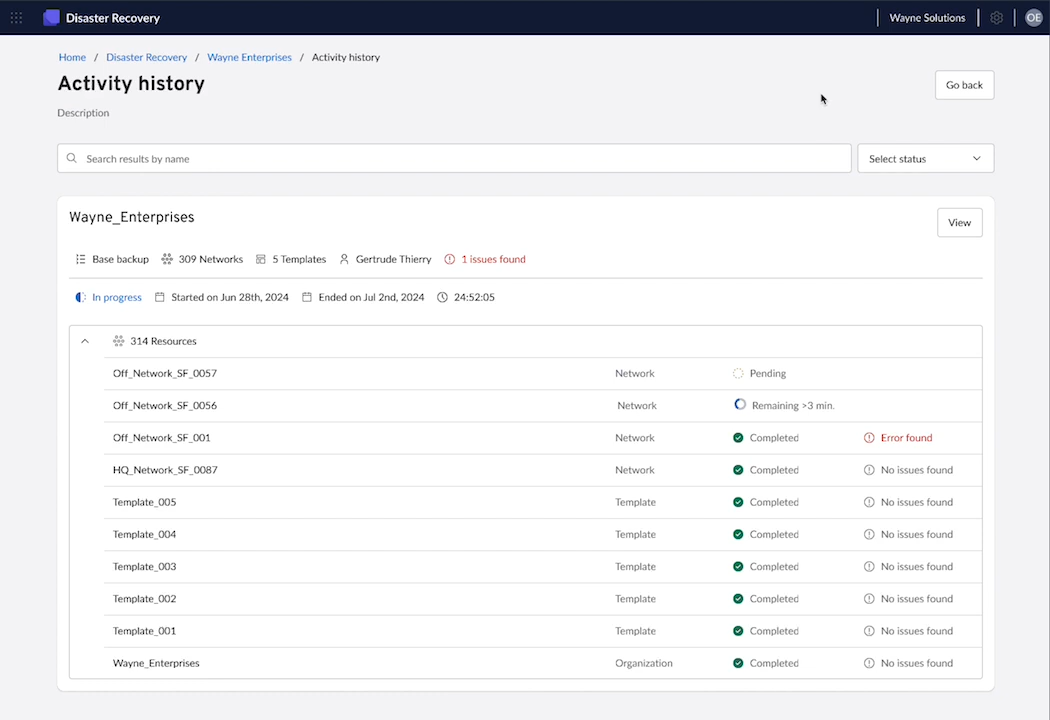 Disaster Recovery
Wayne Solutions
OE
Home / Disaster Recovery / Wayne Enterprises / Activity history
Activity history
Go back
Description
Search results by name
Select status
Wayne_Enterprises
View
Base backup 309 Networks 5 Templates Gertrude Thierry 1 issues found
In progress Started on Jun 28th, 2024 Ended on Jul 2nd, 2024 24:52:05
314 Resources
Off_Network_SF_0057 Network Pending
Off_Network_SF_0056 Network Remaining >3 min.
Off_Network_SF_001 Network Completed Error found
HQ_Network_SF_0087 Network Completed No issues found
Template_005 Template Completed No issues found
Template_004 Template Completed No issues found
Template_003 Template Completed No issues found
Template_002 Template Completed No issues found
Template_001 Template Completed No issues found
Wayne_Enterprises Organization Completed No issues found